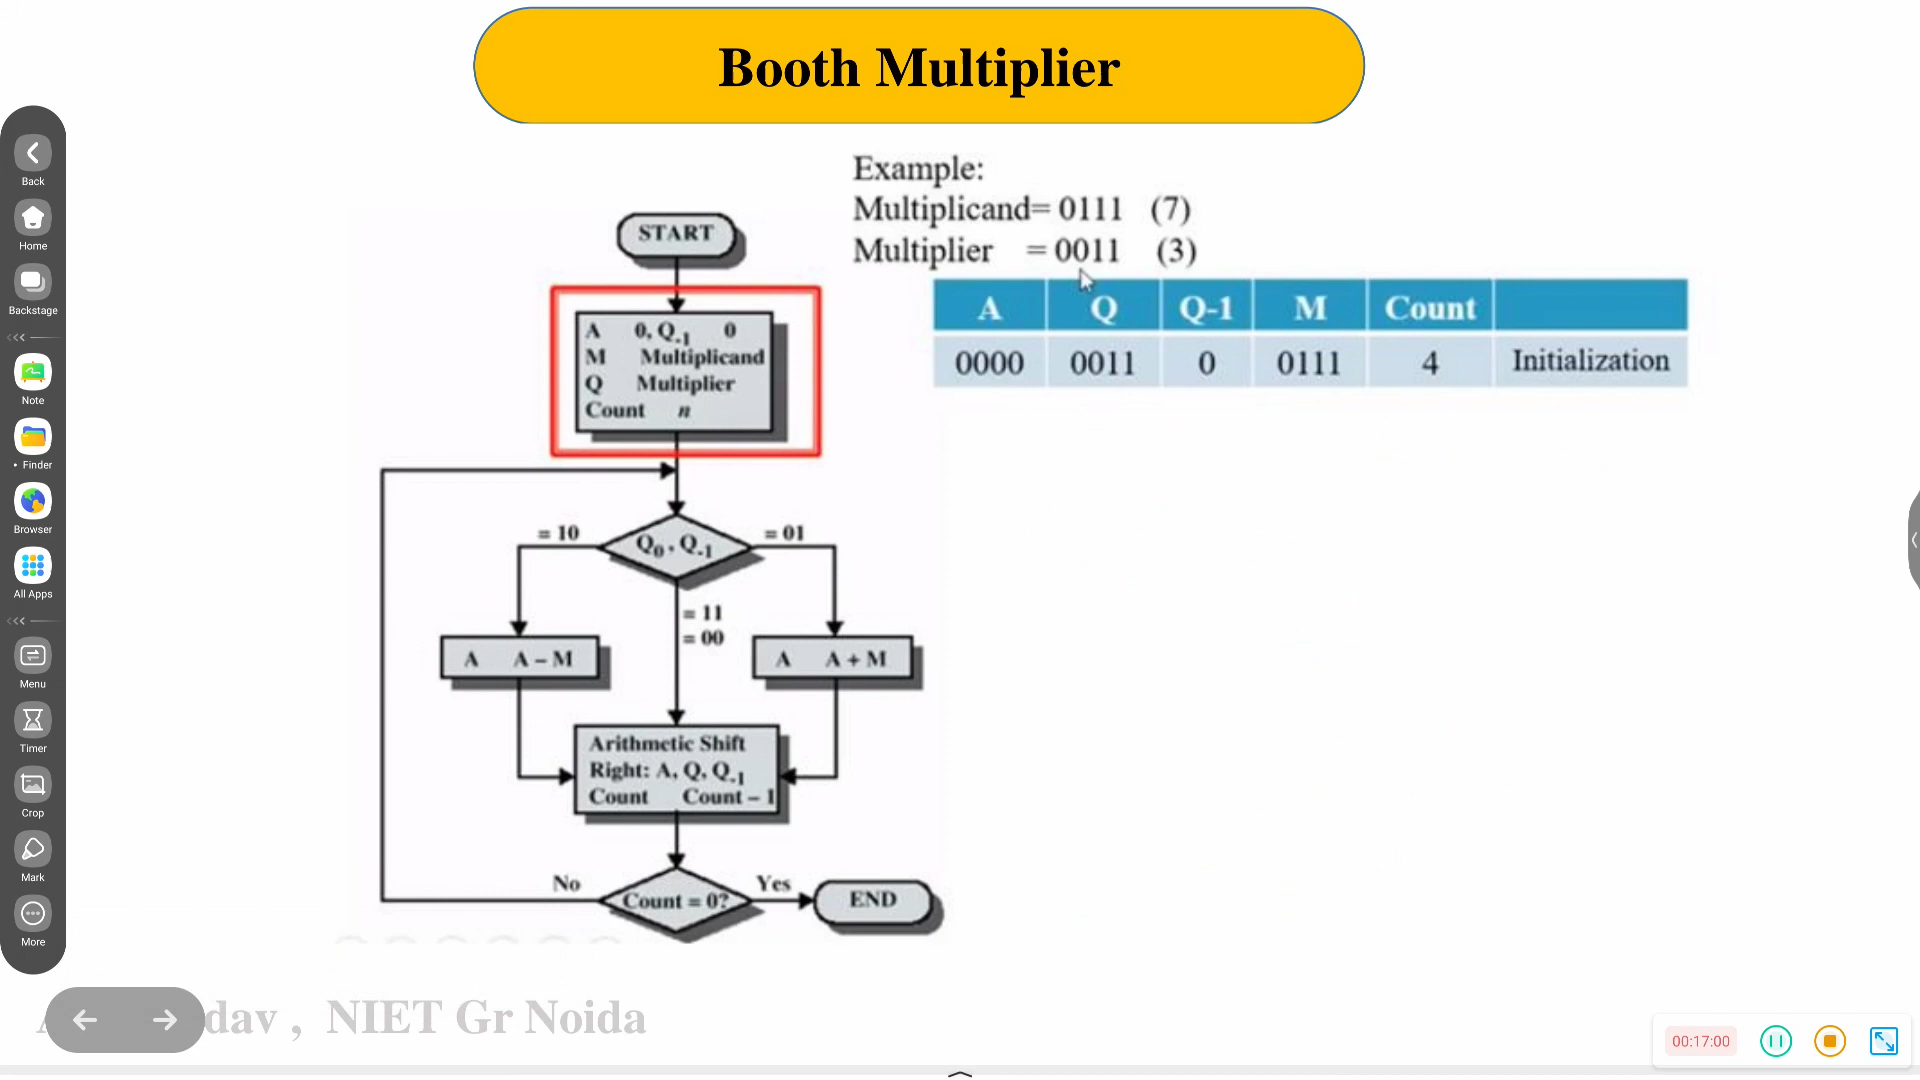 Booth Multiplier
Back
Home
Backstage
Note
Finder
Browser
All Apps
Menu
Timer
Crop
Mark
More
Example:
Multiplicand= 0111 (7)
Multiplier = 0011 (3)
A Q Q-1 M Count
0000 0011 0 0111 4 Initialization
START
A 0, Q-1 0
M Multiplicand
Q Multiplier
Count n
= 10 Q0, Q-1 = 01
= 11
= 00
A A – M
A A + M
Arithmetic Shift
Right: A, Q, Q-1
Count Count – 1
No Count = 0? Yes END
dav , NIET Gr Noida
00:17:00